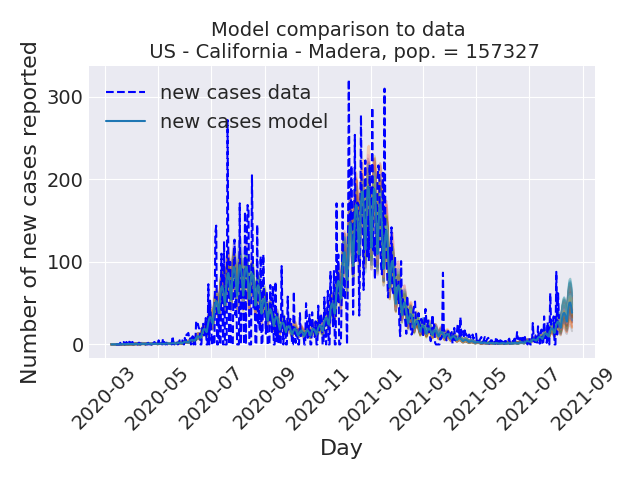 Model comparison to data
US - California - Madera, pop. = 157327
Number of new cases reported
300
200
100
0
new cases data
new cases model
2020-03
2020-05
2020-07
2020-09
2020-11
2021-01
2021-03
2021-05
2021-07
2021-09
Day